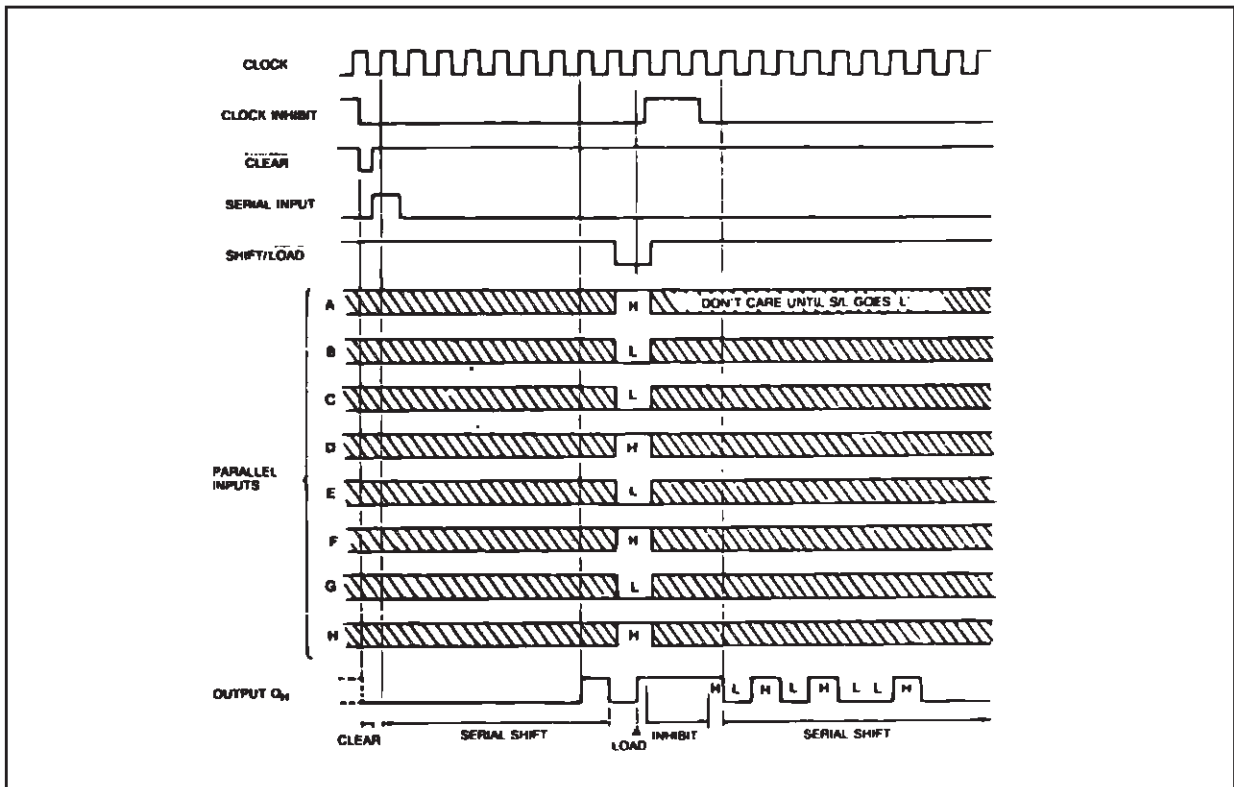 CLOCK
CLOCK INHIBIT
CLEAR
SERIAL INPUT
SHIFT/LOAD
A H DON'T CARE UNTIL S/L GOES L
B L
C L
D H
PARALLEL
INPUTS
E L
F H
G L
H H
OUTPUT QH H L H L H L L H
CLEAR SERIAL SHIFT LOAD INHIBIT SERIAL SHIFT